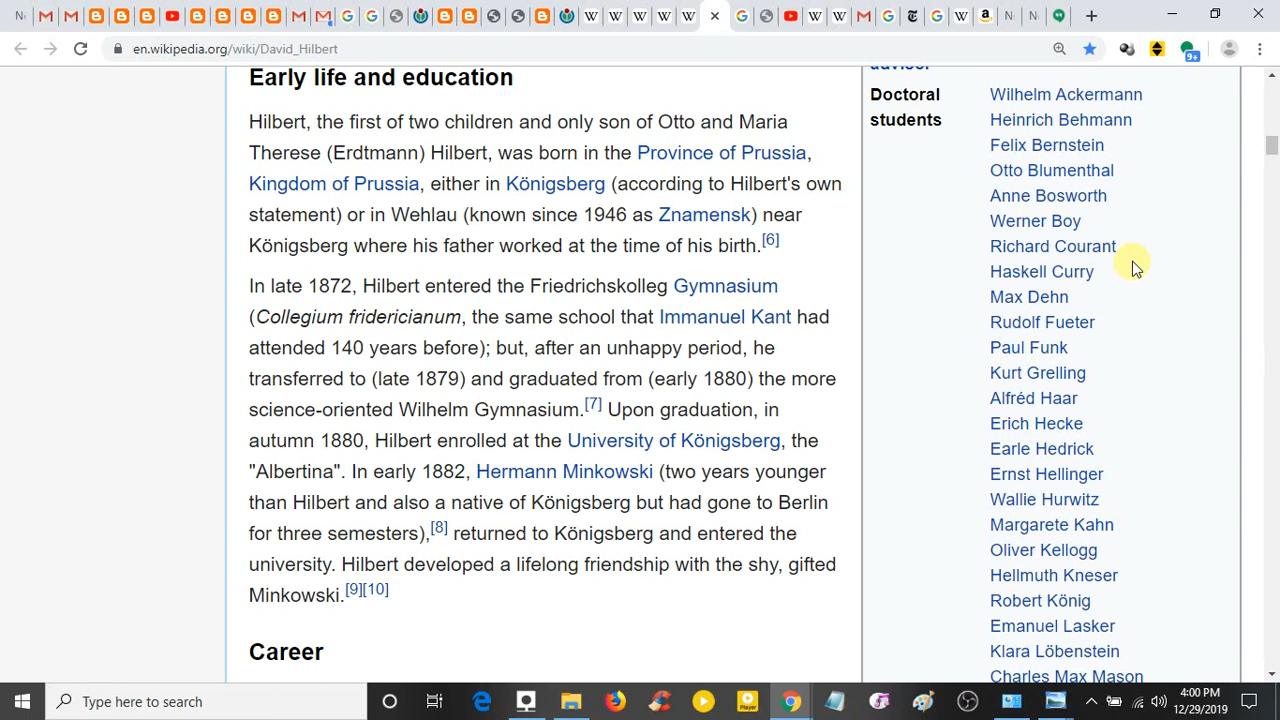 en.wikipedia.org/wiki/David_Hilbert
9+
Early life and education
Hilbert, the first of two children and only son of Otto and Maria
Therese (Erdtmann) Hilbert, was born in the Province of Prussia,
Kingdom of Prussia, either in Königsberg (according to Hilbert's own
statement) or in Wehlau (known since 1946 as Znamensk) near
Königsberg where his father worked at the time of his birth.[6]
In late 1872, Hilbert entered the Friedrichskolleg Gymnasium
(Collegium fridericianum, the same school that Immanuel Kant had
attended 140 years before); but, after an unhappy period, he
transferred to (late 1879) and graduated from (early 1880) the more
science-oriented Wilhelm Gymnasium.[7] Upon graduation, in
autumn 1880, Hilbert enrolled at the University of Königsberg, the
"Albertina". In early 1882, Hermann Minkowski (two years younger
than Hilbert and also a native of Königsberg but had gone to Berlin
for three semesters),[8] returned to Königsberg and entered the
university. Hilbert developed a lifelong friendship with the shy, gifted
Minkowski.[9][10]
Career
advisor
Doctoral
students
Wilhelm Ackermann
Heinrich Behmann
Felix Bernstein
Otto Blumenthal
Anne Bosworth
Werner Boy
Richard Courant
Haskell Curry
Max Dehn
Rudolf Fueter
Paul Funk
Kurt Grelling
Alfréd Haar
Erich Hecke
Earle Hedrick
Ernst Hellinger
Wallie Hurwitz
Margarete Kahn
Oliver Kellogg
Hellmuth Kneser
Robert König
Emanuel Lasker
Klara Löbenstein
Charles Max Mason
Type here to search
Player
4:00 PM
12/29/2019